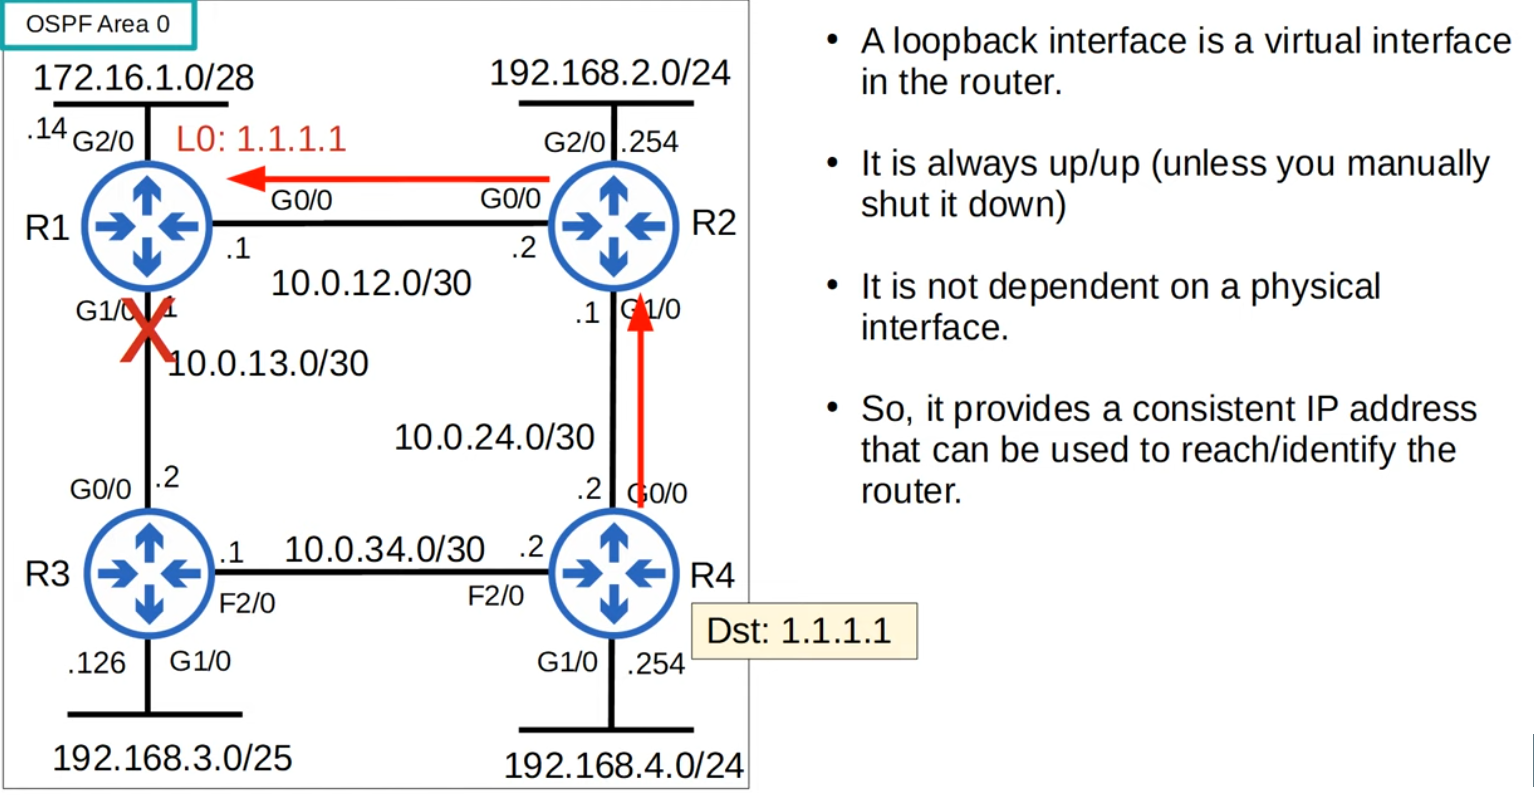 OSPF Area 0
172.16.1.0/28
192.168.2.0/24
.14
G2/0
L0: 1.1.1.1
G2/0
.254
G0/0
G0/0
R1
R2
.1
.2
10.0.12.0/30
G1/0
.1
X
.1
G1/0
10.0.13.0/30
10.0.24.0/30
G0/0
.2
.2
G0/0
R3
.1
10.0.34.0/30
.2
R4
F2/0
F2/0
Dst: 1.1.1.1
.126
G1/0
G1/0
.254
192.168.3.0/25
192.168.4.0/24
• A loopback interface is a virtual interface
in the router.
• It is always up/up (unless you manually
shut it down)
• It is not dependent on a physical
interface.
• So, it provides a consistent IP address
that can be used to reach/identify the
router.